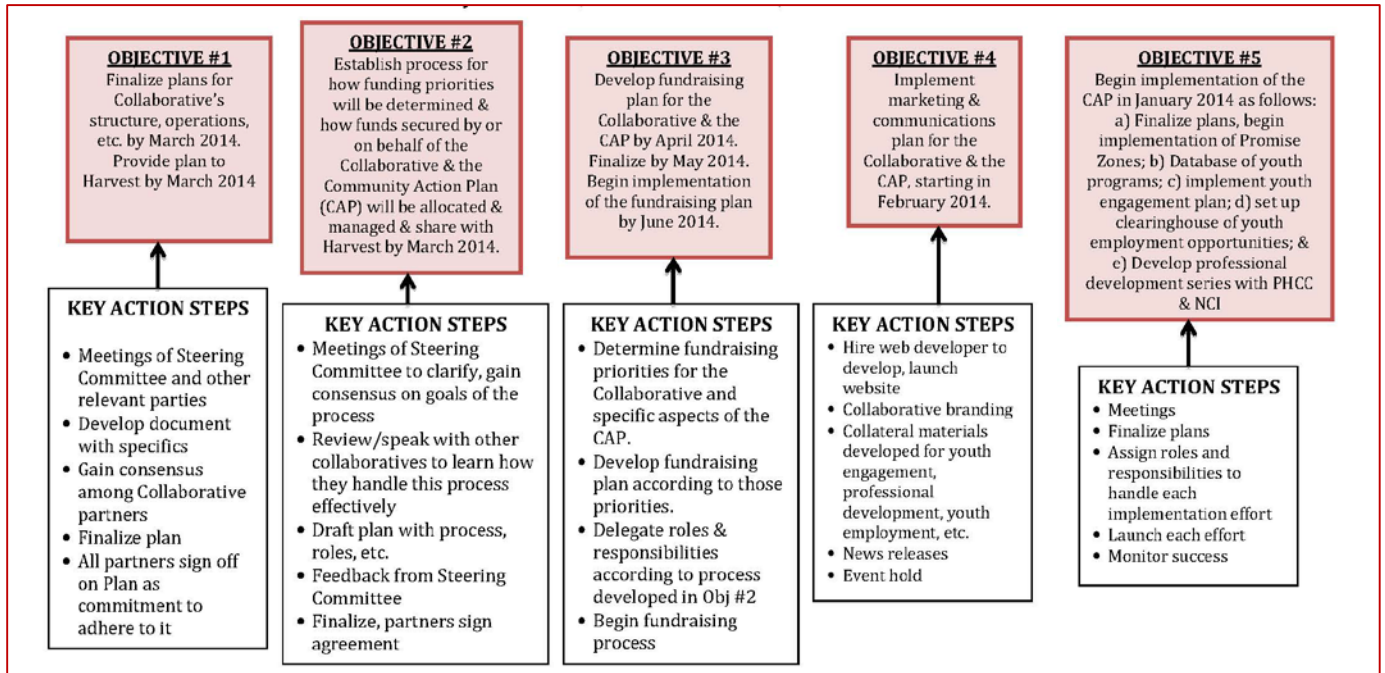 OBJECTIVE #1
Finalize plans for
Collaborative's
structure, operations,
etc. by March 2014.
Provide plan to
Harvest by March 2014
KEY ACTION STEPS
• Meetings of Steering
Committee and other
relevant parties
• Develop document
with specifics
• Gain consensus
among Collaborative
partners
• Finalize plan
• All partners sign off
on Plan as
commitment to
adhere to it
OBJECTIVE #2
Establish process for
how funding priorities
will be determined &
how funds secured by or
on behalf of the
Collaborative & the
Community Action Plan
(CAP) will be allocated &
managed & share with
Harvest by March 2014.
KEY ACTION STEPS
• Meetings of Steering
Committee to clarify, gain
consensus on goals of the
process
• Review/speak with other
collaboratives to learn how
they handle this process
effectively
• Draft plan with process,
roles, etc.
• Feedback from Steering
Committee
• Finalize, partners sign
agreement
OBJECTIVE #3
Develop fundraising
plan for the
Collaborative & the
CAP by April 2014.
Finalize by May 2014.
Begin implementation
of the fundraising plan
by June 2014.
KEY ACTION STEPS
• Determine fundraising
priorities for the
Collaborative and
specific aspects of the
CAP.
• Develop fundraising
plan according to those
priorities.
• Delegate roles &
responsibilities
according to process
developed in Obj #2
• Begin fundraising
process
OBJECTIVE #4
Implement
marketing &
communications
plan for the
Collaborative & the
CAP, starting in
February 2014.
KEY ACTION STEPS
• Hire web developer to
develop, launch
website
• Collaborative branding
• Collateral materials
developed for youth
engagement,
professional
development, youth
employment, etc.
• News releases
• Event hold
OBJECTIVE #5
Begin implementation of the
CAP in January 2014 as follows:
a) Finalize plans, begin
implementation of Promise
Zones; b) Database of youth
programs; c) implement youth
engagement plan; d) set up
clearinghouse of youth
employment opportunities; &
e) Develop professional
development series with PHCC
& NCI
KEY ACTION STEPS
• Meetings
• Finalize plans
• Assign roles and
responsibilities to
handle each
implementation effort
• Launch each effort
• Monitor success